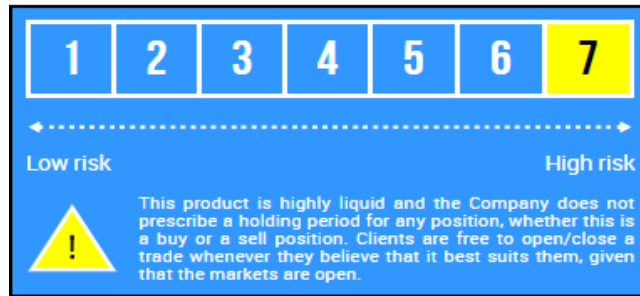 1 2 3 4 5 6 7
Low risk High risk
This product is highly liquid and the Company does not
prescribe a holding period for any position, whether this is
a buy or a sell position. Clients are free to open/close a
trade whenever they believe that it best suits them, given
that the markets are open.
!